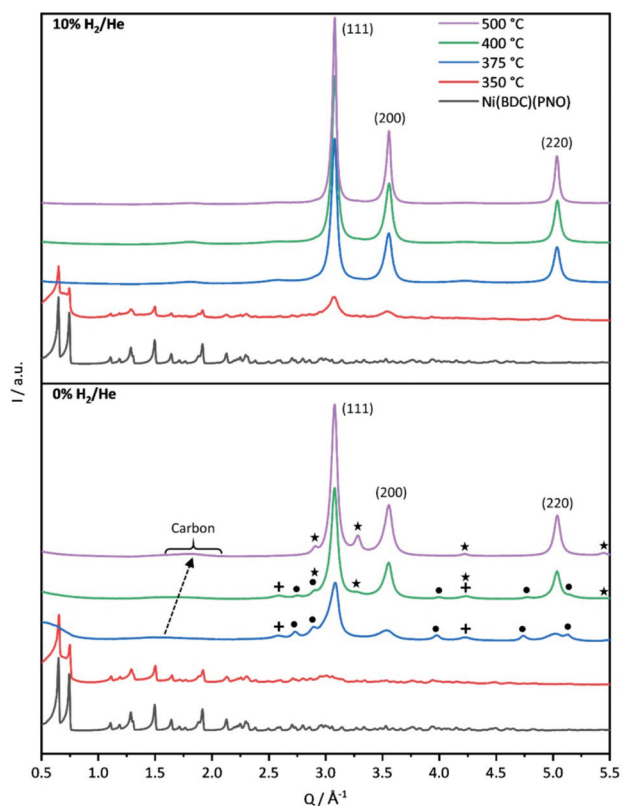 10% H₂/He
(111)
500 °C
400 °C
375 °C
350 °C
Ni(BDC)(PNO)
(200)
(220)
I / a.u.
0% H₂/He
(111)
(200)
(220)
Carbon
0.5 1.0 1.5 2.0 2.5 3.0 3.5 4.0 4.5 5.0 5.5
Q / Å⁻¹